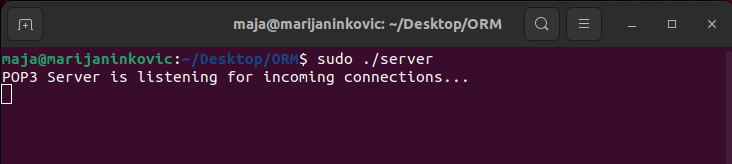 maja@marijaninkovic: ~/Desktop/ORM
maja@marijaninkovic:~/Desktop/ORM$ sudo ./server
POP3 Server is listening for incoming connections...